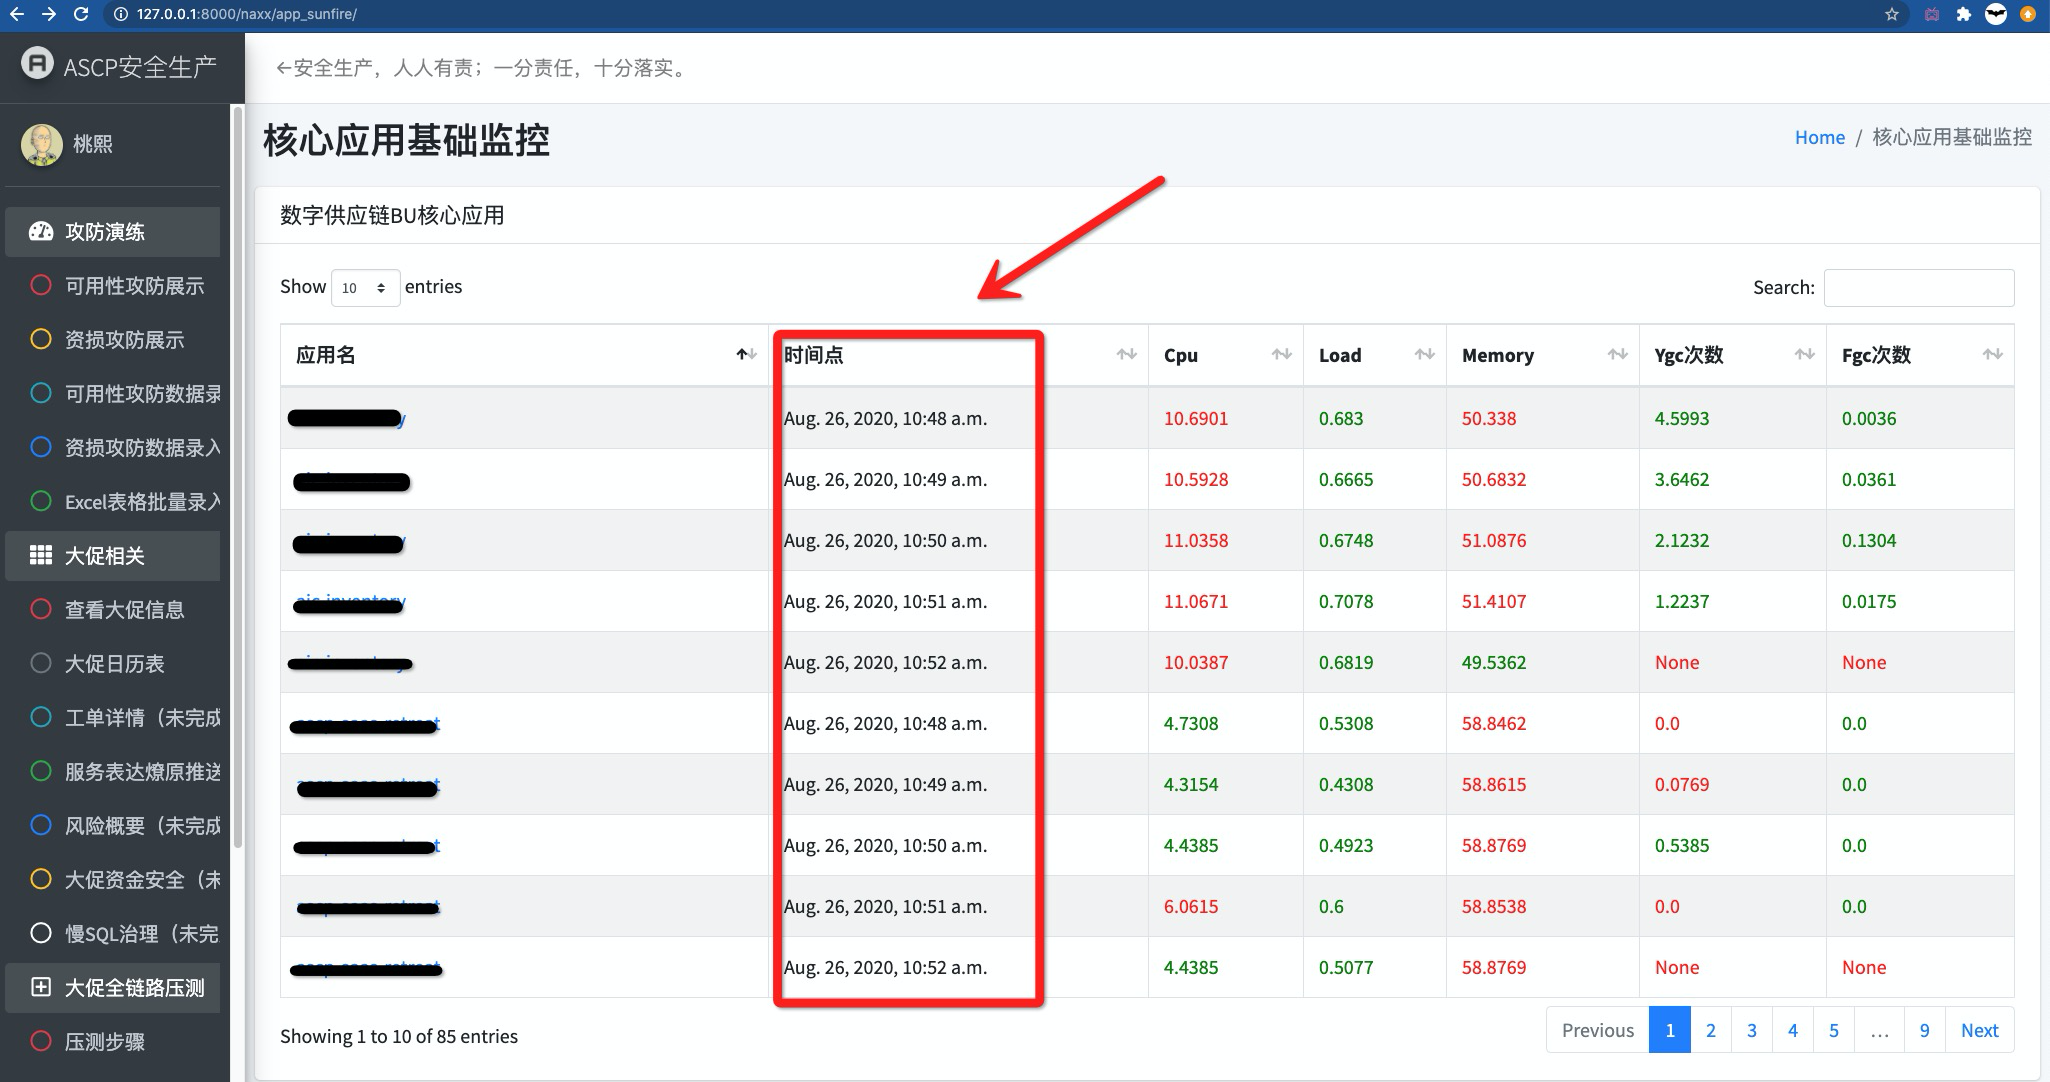 127.0.0.1:8000/naxx/app_sunfire/
ASCP安全生产
←安全生产，人人有责；一分责任，十分落实。
桃熙
核心应用基础监控
Home / 核心应用基础监控
攻防演练
可用性攻防展示
资损攻防展示
可用性攻防数据录
资损攻防数据录入
Excel表格批量录入
大促相关
查看大促信息
大促日历表
工单详情（未完成
服务表达燎原推送
风险概要（未完成
大促资金安全（未
慢SQL治理（未完
大促全链路压测
压测步骤
数字供应链BU核心应用
Show 10 entries
Search:
应用名 时间点 Cpu Load Memory Ygc次数 Fgc次数
Aug. 26, 2020, 10:48 a.m. 10.6901 0.683 50.338 4.5993 0.0036
Aug. 26, 2020, 10:49 a.m. 10.5928 0.6665 50.6832 3.6462 0.0361
Aug. 26, 2020, 10:50 a.m. 11.0358 0.6748 51.0876 2.1232 0.1304
Aug. 26, 2020, 10:51 a.m. 11.0671 0.7078 51.4107 1.2237 0.0175
Aug. 26, 2020, 10:52 a.m. 10.0387 0.6819 49.5362 None None
Aug. 26, 2020, 10:48 a.m. 4.7308 0.5308 58.8462 0.0 0.0
Aug. 26, 2020, 10:49 a.m. 4.3154 0.4308 58.8615 0.0769 0.0
Aug. 26, 2020, 10:50 a.m. 4.4385 0.4923 58.8769 0.5385 0.0
Aug. 26, 2020, 10:51 a.m. 6.0615 0.6 58.8538 0.0 0.0
Aug. 26, 2020, 10:52 a.m. 4.4385 0.5077 58.8769 None None
Showing 1 to 10 of 85 entries
Previous 1 2 3 4 5 … 9 Next